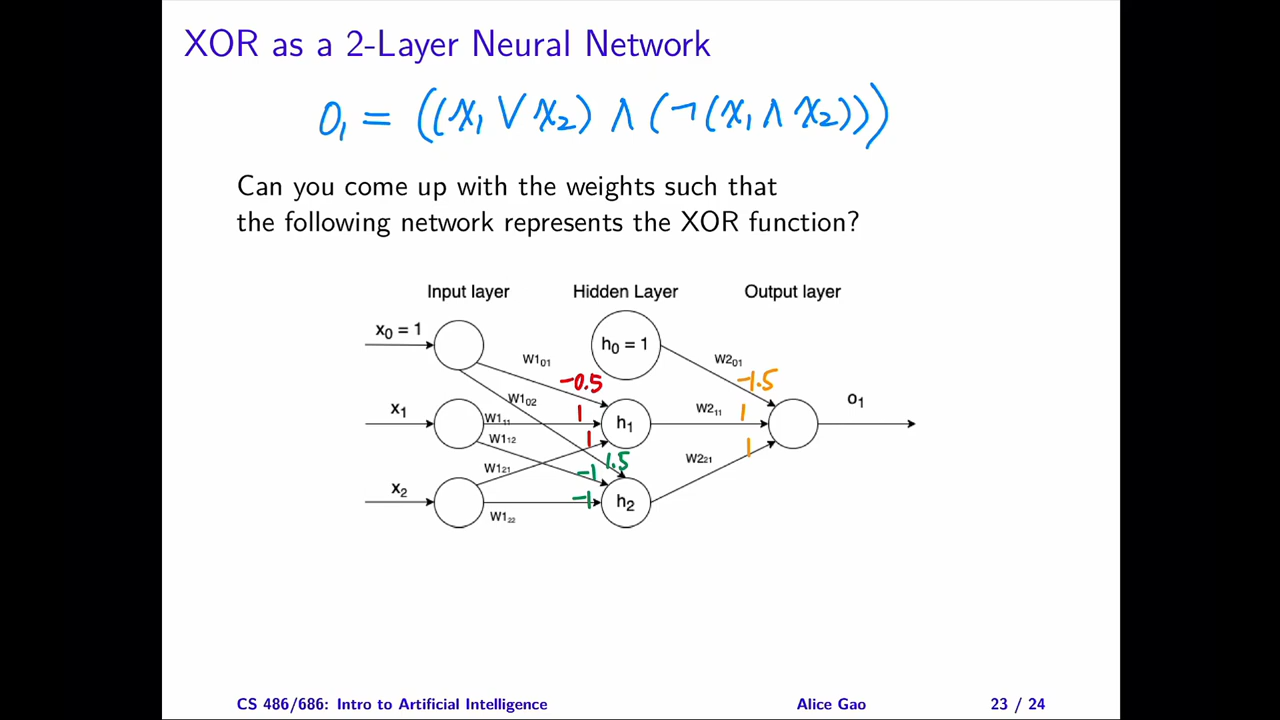 XOR as a 2-Layer Neural Network
O₁ = ((x₁ ∨ x₂) ∧ (¬(x₁ ∧ x₂)))
Can you come up with the weights such that
the following network represents the XOR function?
Input layer Hidden Layer Output layer
x₀ = 1
h₀ = 1
W1₀₁
W2₀₁
-0.5
-1.5
W1₀₂
x₁
W1₁₁
1
h₁
W2₁₁
1
o₁
W1₁₂
1
1
W1₂₁
-1
1.5
W2₂₁
x₂
-1
h₂
W1₂₂
CS 486/686: Intro to Artificial Intelligence Alice Gao 23 / 24